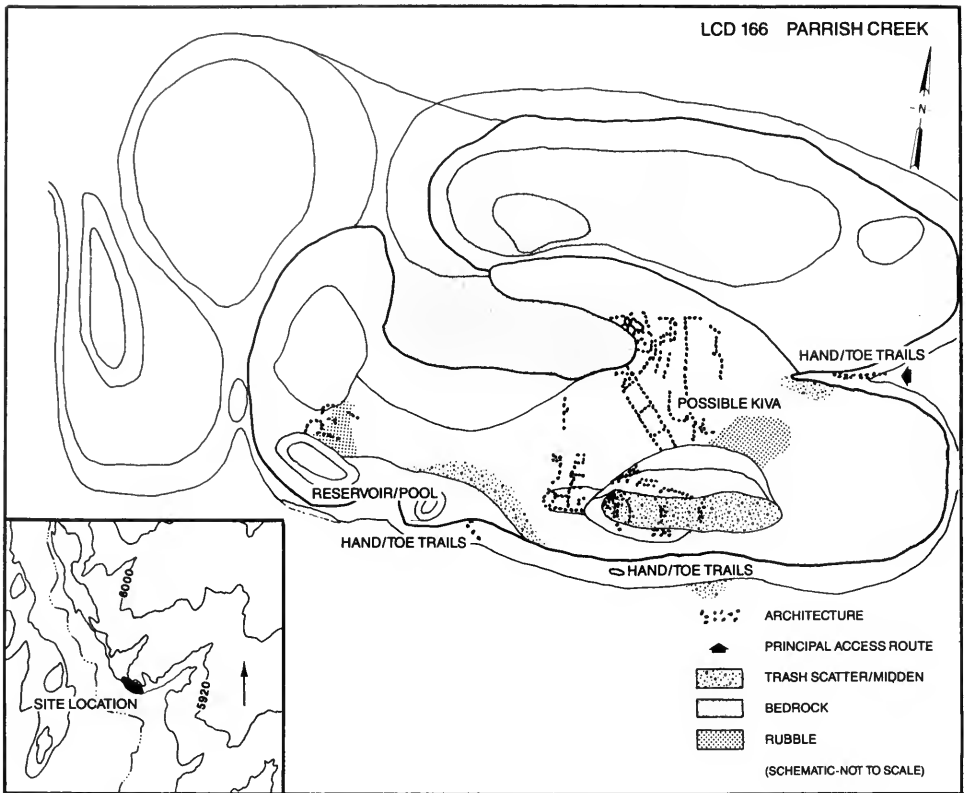 LCD 166 PARRISH CREEK
N
HAND/TOE TRAILS
POSSIBLE KIVA
RESERVOIR/POOL
HAND/TOE TRAILS
HAND/TOE TRAILS
ARCHITECTURE
PRINCIPAL ACCESS ROUTE
TRASH SCATTER/MIDDEN
BEDROCK
RUBBLE
(SCHEMATIC-NOT TO SCALE)
6000
5920
SITE LOCATION